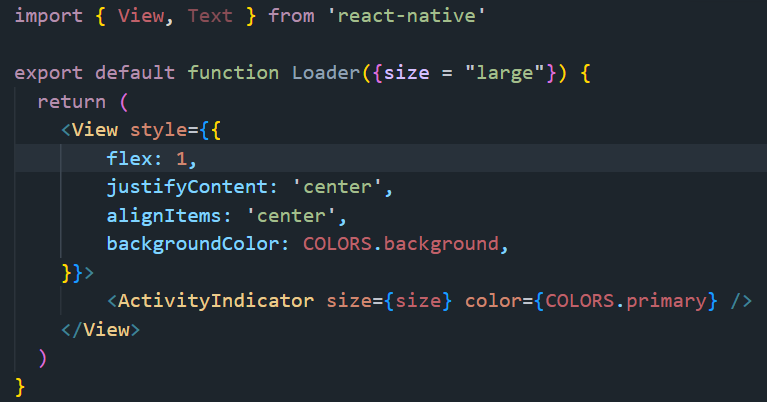 import { View, Text } from 'react-native'
export default function Loader({size = "large"}) {
return (
<View style={{
flex: 1,
justifyContent: 'center',
alignItems: 'center',
backgroundColor: COLORS.background,
}}>
<ActivityIndicator size={size} color={COLORS.primary} />
</View>
)
}